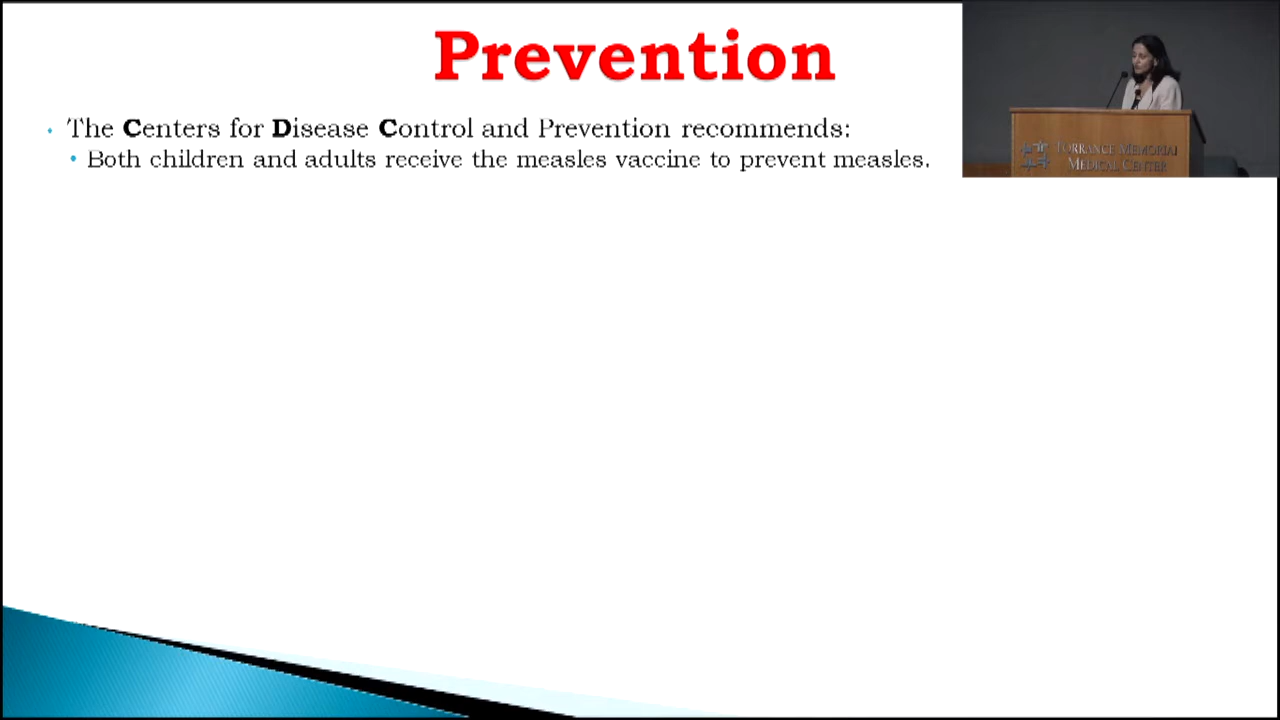 Prevention
The Centers for Disease Control and Prevention recommends:
Both children and adults receive the measles vaccine to prevent measles.
TORRANCE MEMORIAL
MEDICAL CENTER